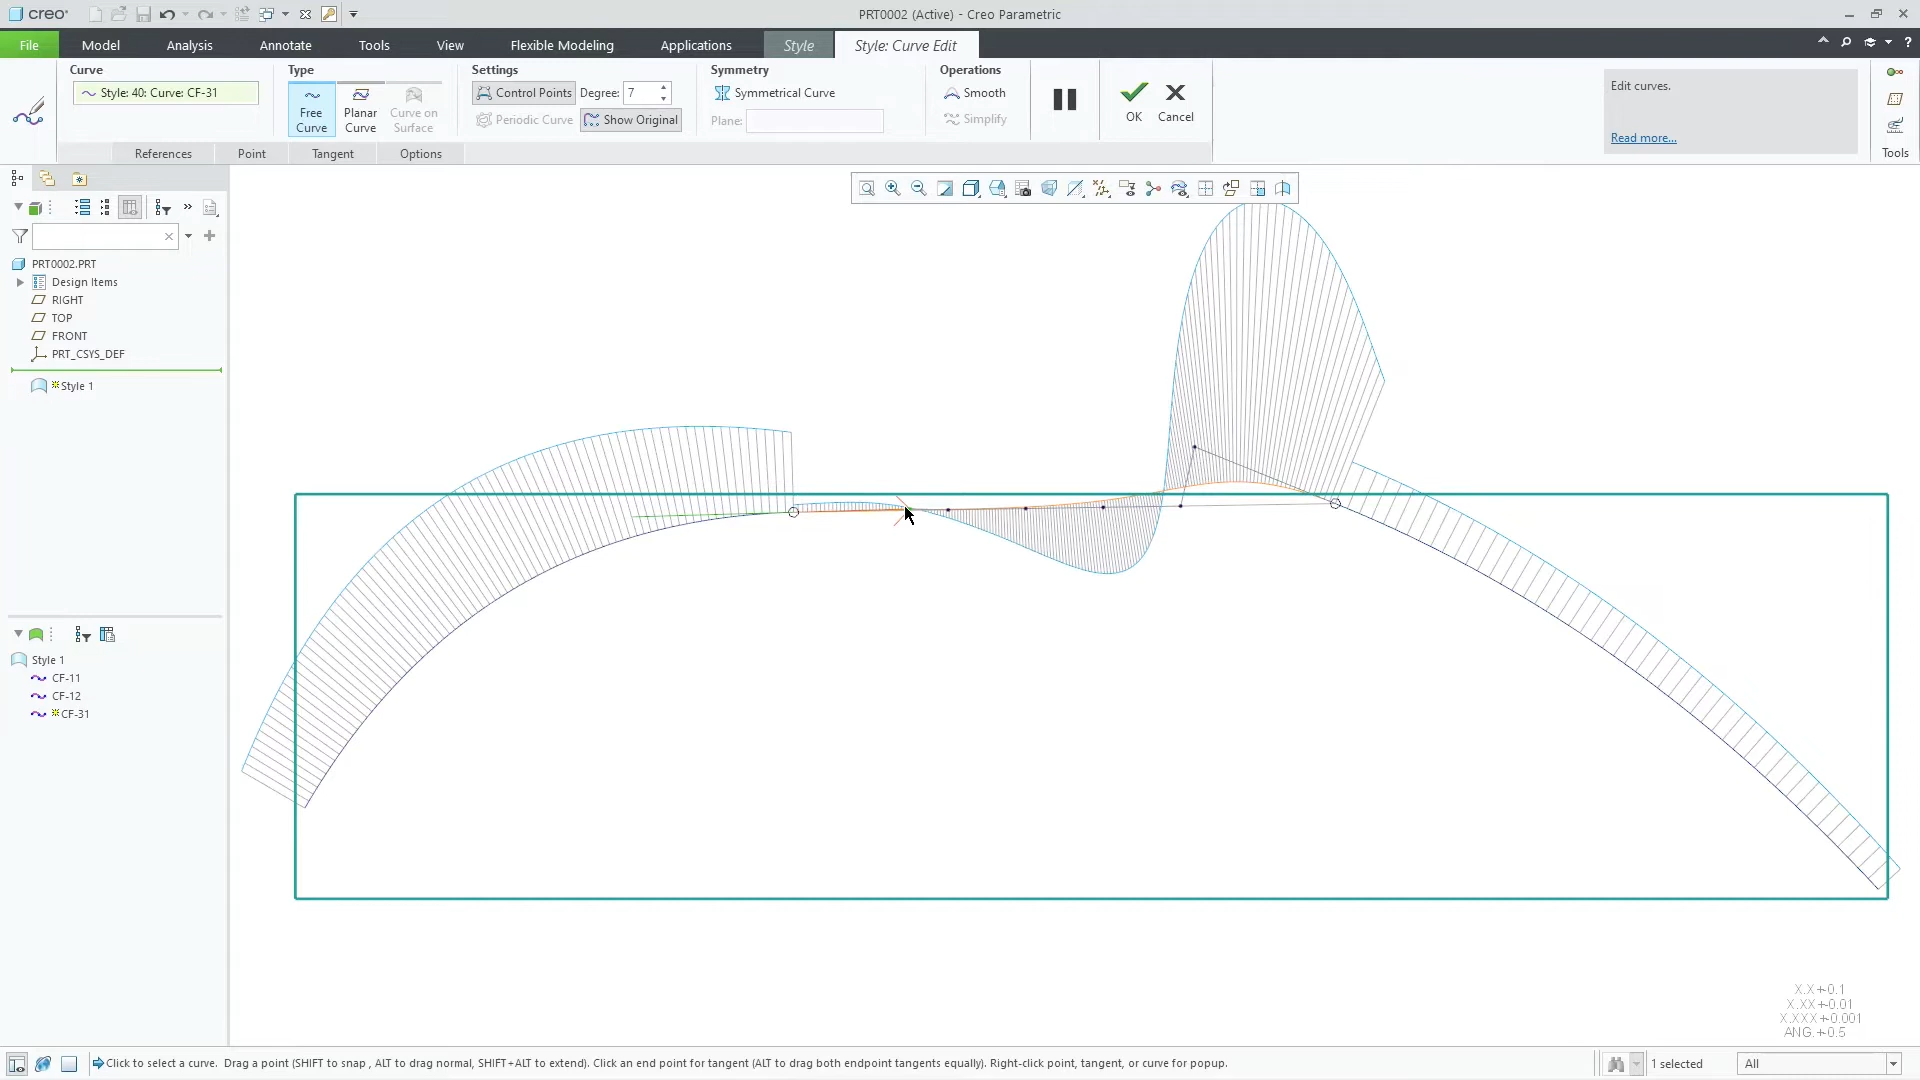 creo
PRT0002 (Active) - Creo Parametric
File Model Analysis Annotate Tools View Flexible Modeling Applications Style Style: Curve Edit
Curve
Style: 40: Curve: CF-31
Type
Free Curve
Planar Curve
Curve on Surface
Settings
Control Points Degree: 7
Periodic Curve Show Original
Symmetry
Symmetrical Curve
Plane:
Operations
Smooth
Simplify
OK
Cancel
Edit curves.
Read more...
Tools
References Point Tangent Options
PRT0002.PRT
Design Items
RIGHT
TOP
FRONT
PRT_CSYS_DEF
Style 1
Style 1
CF-11
CF-12
CF-31
X.X+-0.1
X.XX+-0.01
X.XXX+-0.001
ANG.+-0.5
Click to select a curve. Drag a point (SHIFT to snap , ALT to drag normal, SHIFT+ALT to extend). Click an end point for tangent (ALT to drag both endpoint tangents equally). Right-click point, tangent, or curve for popup.
1 selected
All